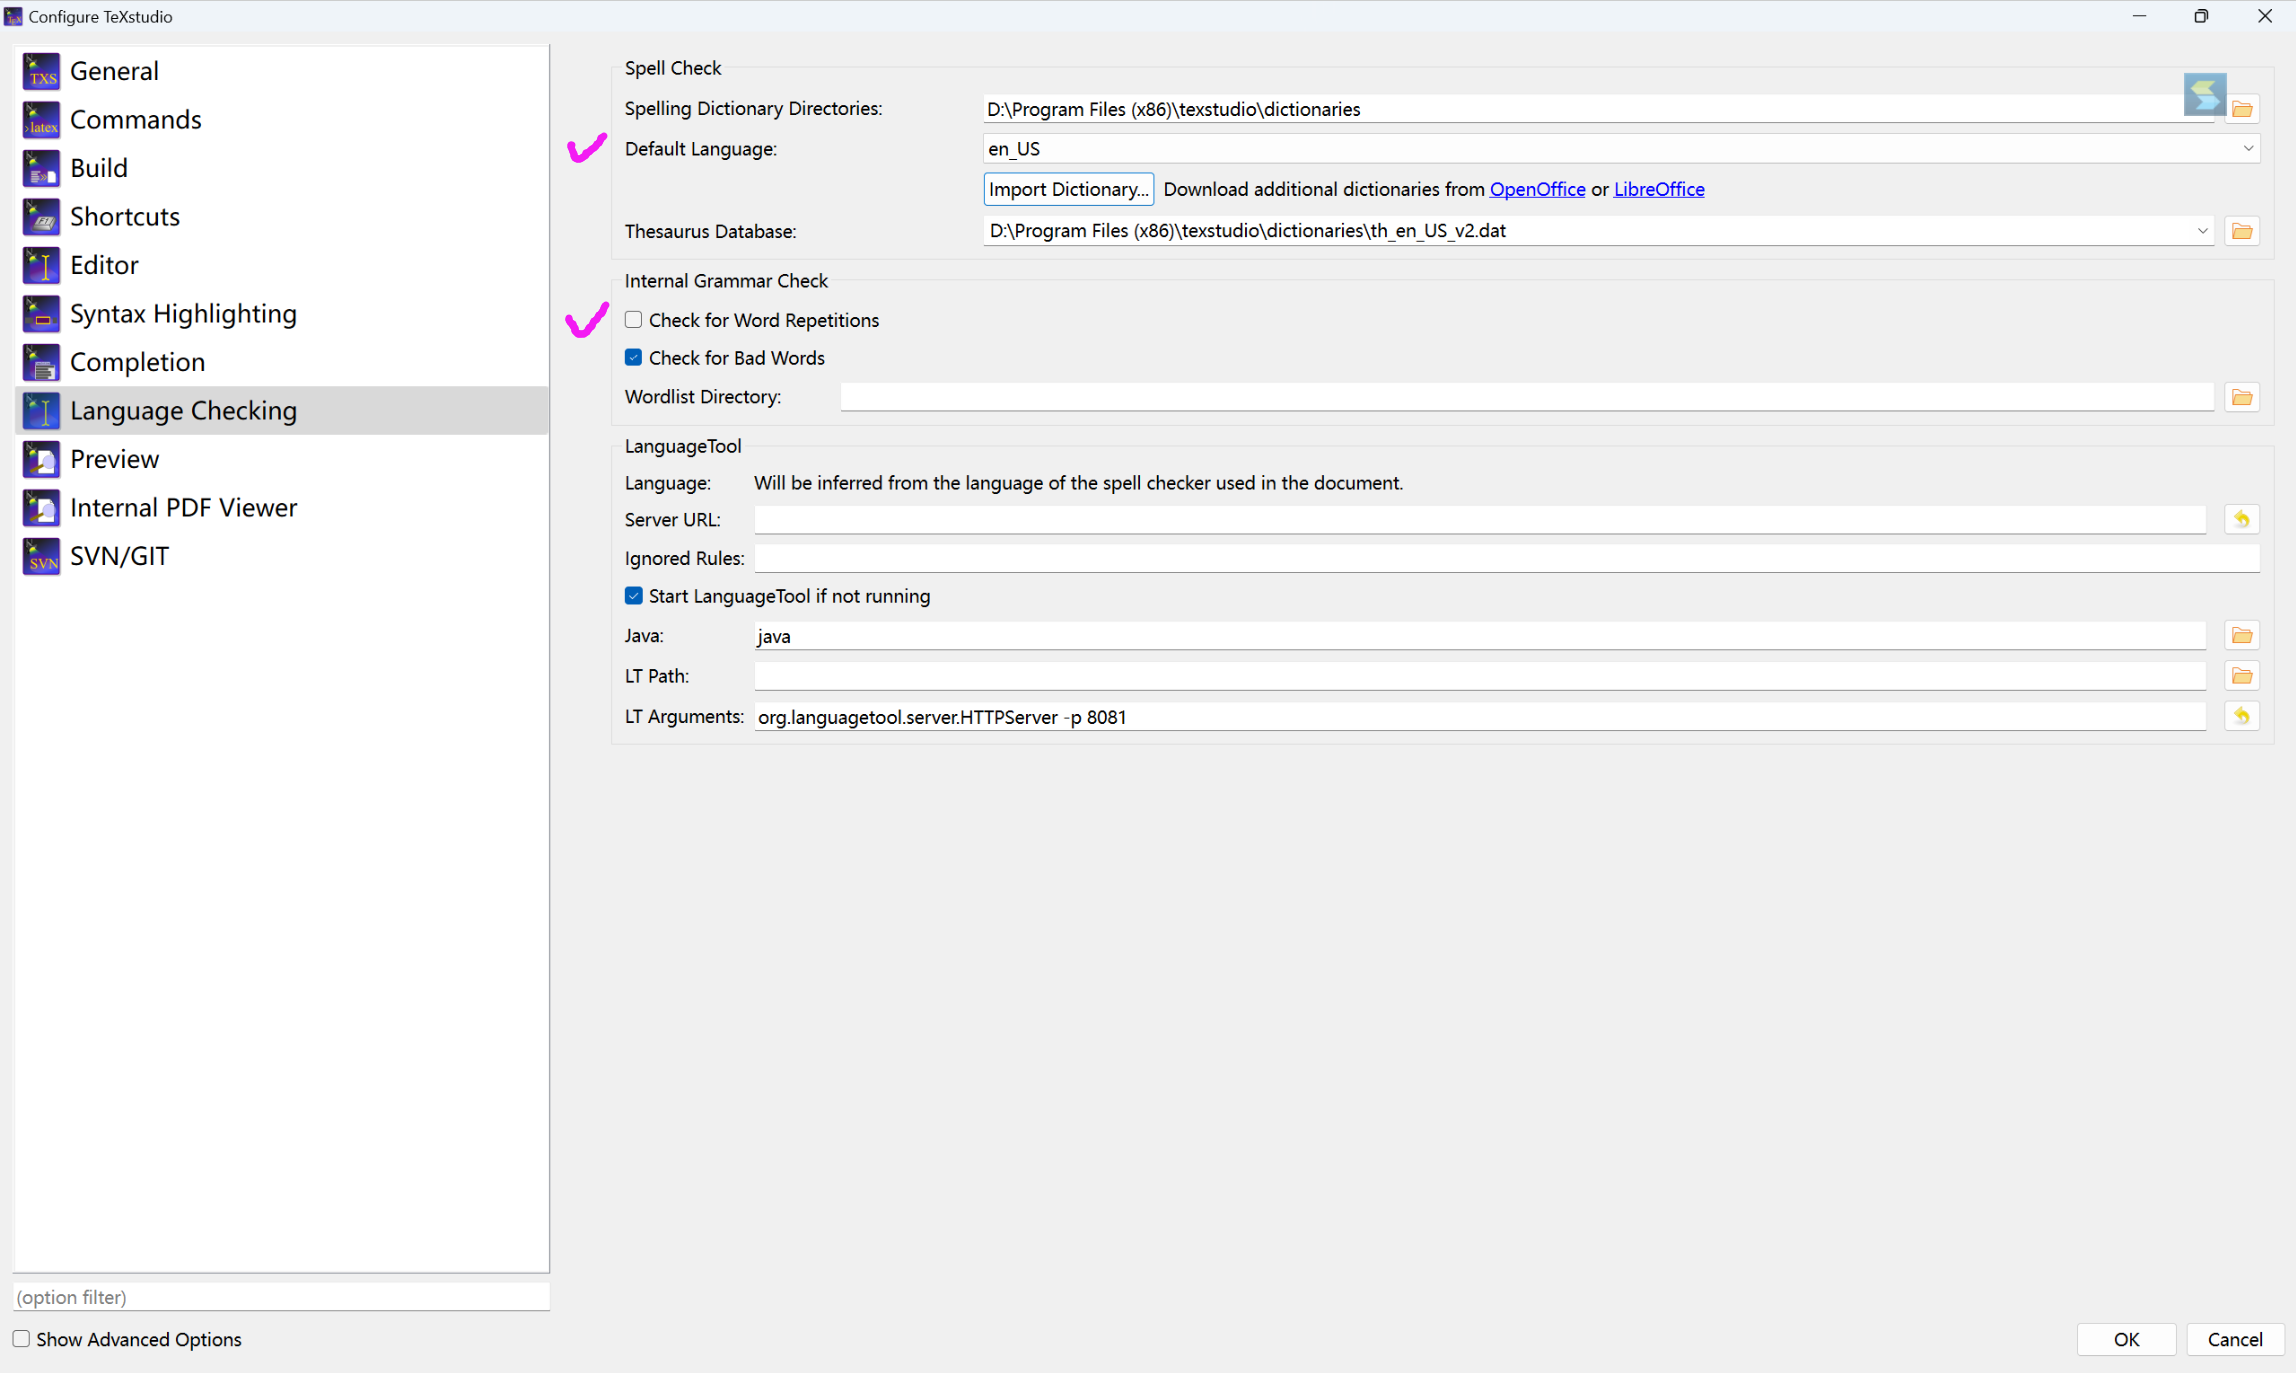 Configure TeXstudio
General
Commands
Build
Shortcuts
Editor
Syntax Highlighting
Completion
Language Checking
Preview
Internal PDF Viewer
SVN/GIT
(option filter)
Show Advanced Options
Spell Check
Spelling Dictionary Directories: D:\Program Files (x86)\texstudio\dictionaries
Default Language: en_US
Import Dictionary... Download additional dictionaries from OpenOffice or LibreOffice
Thesaurus Database: D:\Program Files (x86)\texstudio\dictionaries\th_en_US_v2.dat
Internal Grammar Check
Check for Word Repetitions
Check for Bad Words
Wordlist Directory:
LanguageTool
Language: Will be inferred from the language of the spell checker used in the document.
Server URL:
Ignored Rules:
Start LanguageTool if not running
Java: java
LT Path:
LT Arguments: org.languagetool.server.HTTPServer -p 8081
OK Cancel